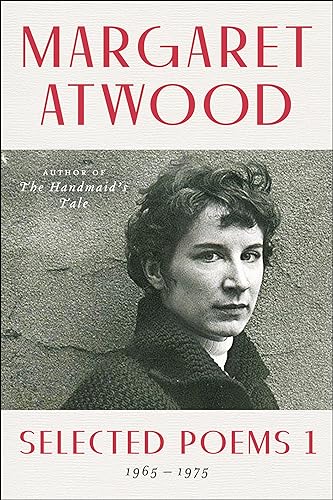 MARGARET
ATWOOD
AUTHOR OF
The Handmaid's
Tale
SELECTED POEMS 1
1965 – 1975